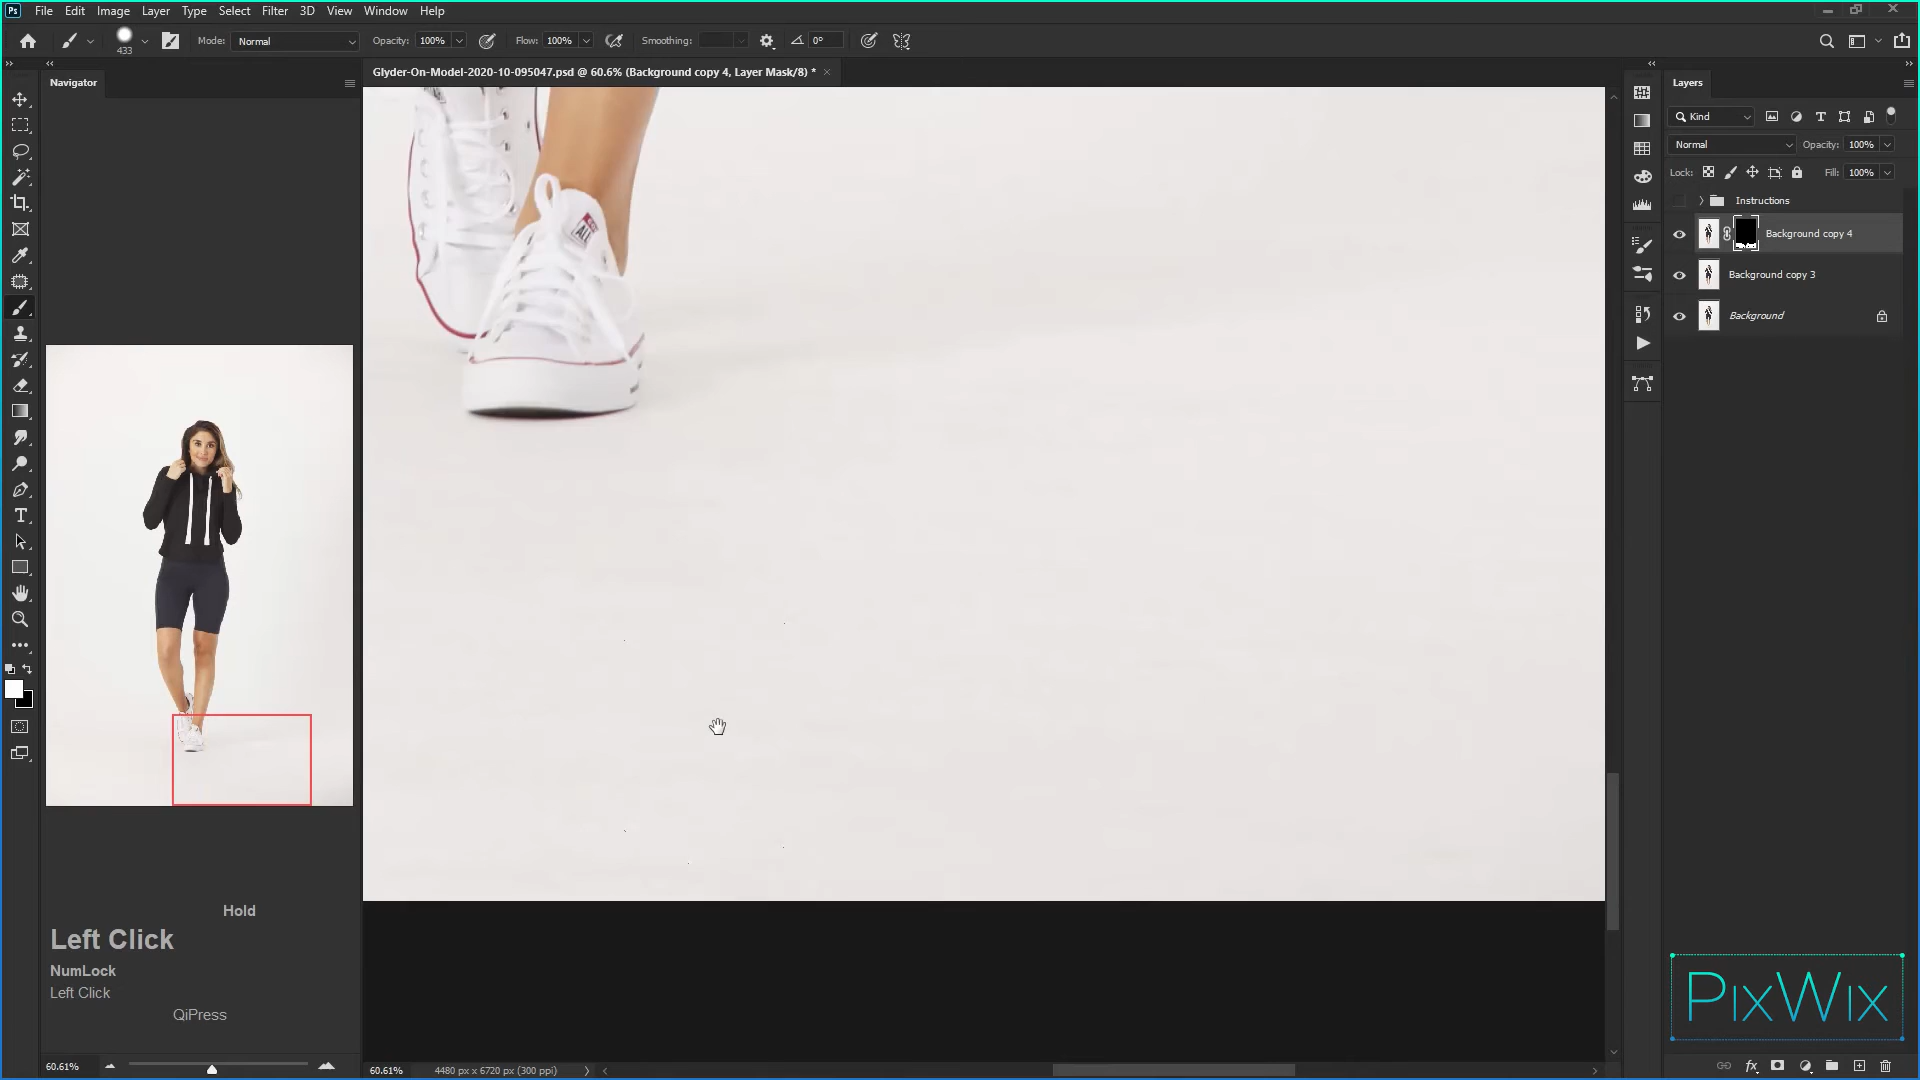 Ps File Edit Image Layer Type Select Filter 3D View Window Help
433 Mode: Normal Opacity: 100% Flow: 100% Smoothing: 0°
Navigator
Glyder-On-Model-2020-10-095047.psd @ 60.6% (Background copy 4, Layer Mask/8) *
Layers
Kind
Normal Opacity: 100%
Lock: Fill: 100%
Instructions
Background copy 4
Background copy 3
Background
ALL
Hold
Left Click
NumLock
Left Click
QiPress
PixWix
60.61%
60.61% 4480 px x 6720 px (300 ppi)